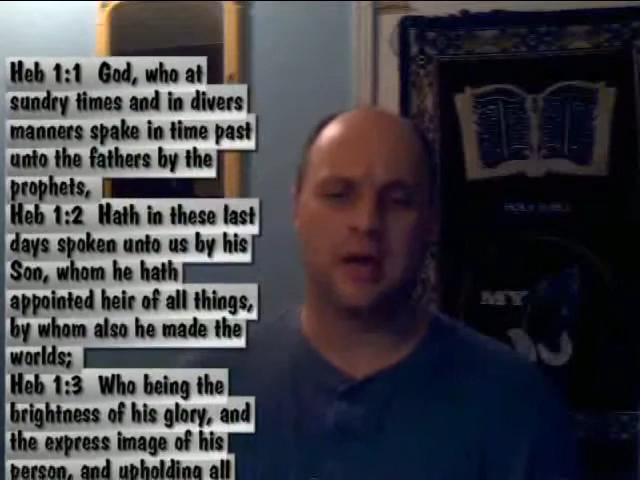 Heb 1:1 God, who at
sundry times and in divers
manners spake in time past
unto the fathers by the
prophets,
Heb 1:2 Hath in these last
days spoken unto us by his
Son, whom he hath
appointed heir of all things,
by whom also he made the
worlds;
Heb 1:3 Who being the
brightness of his glory, and
the express image of his
person, and upholding all
HOLY BIBLE
MY